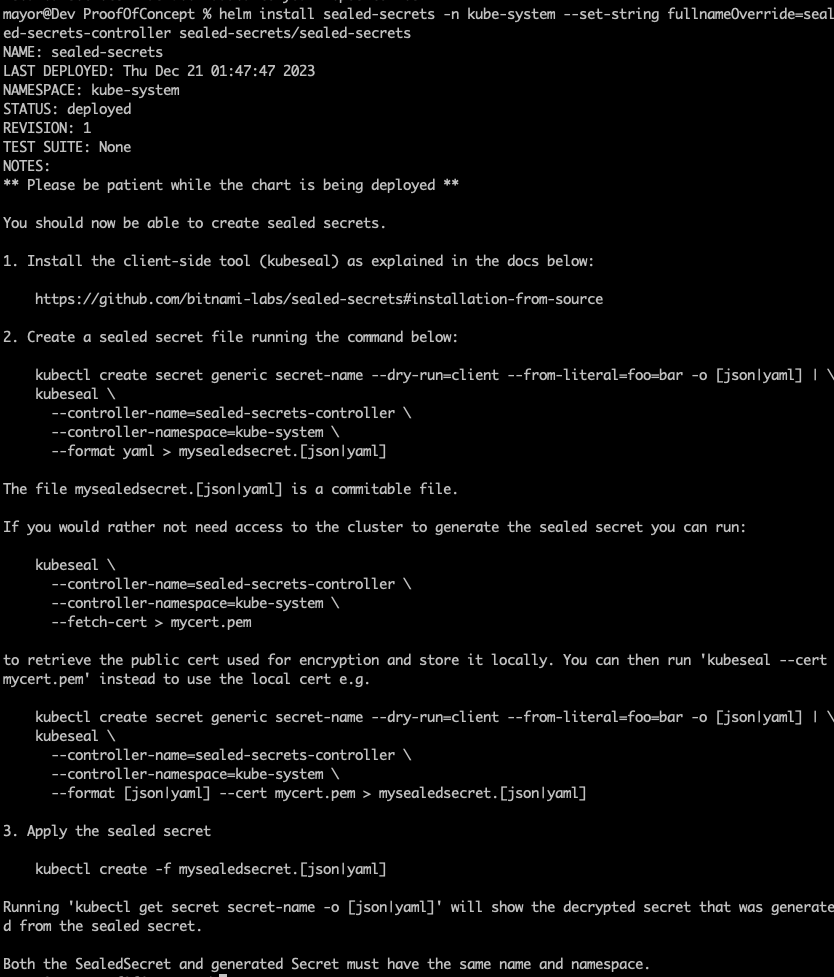 mayor@Dev ProofOfConcept % helm install sealed-secrets -n kube-system --set-string fullnameOverride=seal
ed-secrets-controller sealed-secrets/sealed-secrets
NAME: sealed-secrets
LAST DEPLOYED: Thu Dec 21 01:47:47 2023
NAMESPACE: kube-system
STATUS: deployed
REVISION: 1
TEST SUITE: None
NOTES:
** Please be patient while the chart is being deployed **

You should now be able to create sealed secrets.

1. Install the client-side tool (kubeseal) as explained in the docs below:

    https://github.com/bitnami-labs/sealed-secrets#installation-from-source

2. Create a sealed secret file running the command below:

    kubectl create secret generic secret-name --dry-run=client --from-literal=foo=bar -o [json|yaml] | \
    kubeseal \
      --controller-name=sealed-secrets-controller \
      --controller-namespace=kube-system \
      --format yaml > mysealedsecret.[json|yaml]

The file mysealedsecret.[json|yaml] is a commitable file.

If you would rather not need access to the cluster to generate the sealed secret you can run:

    kubeseal \
      --controller-name=sealed-secrets-controller \
      --controller-namespace=kube-system \
      --fetch-cert > mycert.pem

to retrieve the public cert used for encryption and store it locally. You can then run 'kubeseal --cert
mycert.pem' instead to use the local cert e.g.

    kubectl create secret generic secret-name --dry-run=client --from-literal=foo=bar -o [json|yaml] | \
    kubeseal \
      --controller-name=sealed-secrets-controller \
      --controller-namespace=kube-system \
      --format [json|yaml] --cert mycert.pem > mysealedsecret.[json|yaml]

3. Apply the sealed secret

    kubectl create -f mysealedsecret.[json|yaml]

Running 'kubectl get secret secret-name -o [json|yaml]' will show the decrypted secret that was generate
d from the sealed secret.

Both the SealedSecret and generated Secret must have the same name and namespace.